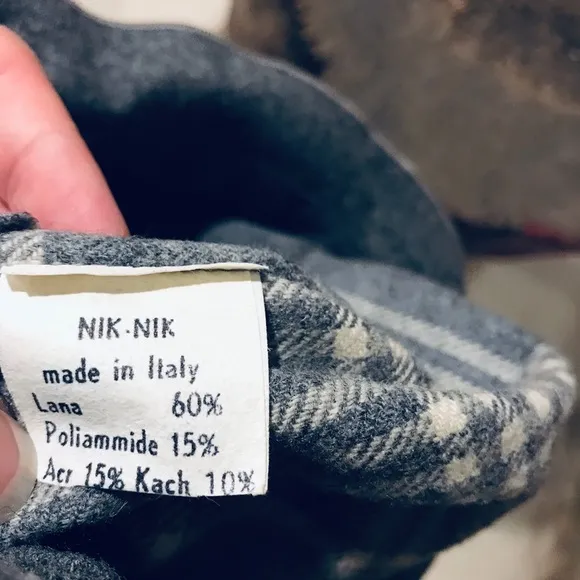 NIK-NIK
made in Italy
Lana 60%
Poliammide 15%
Acr 15% Kach 10%